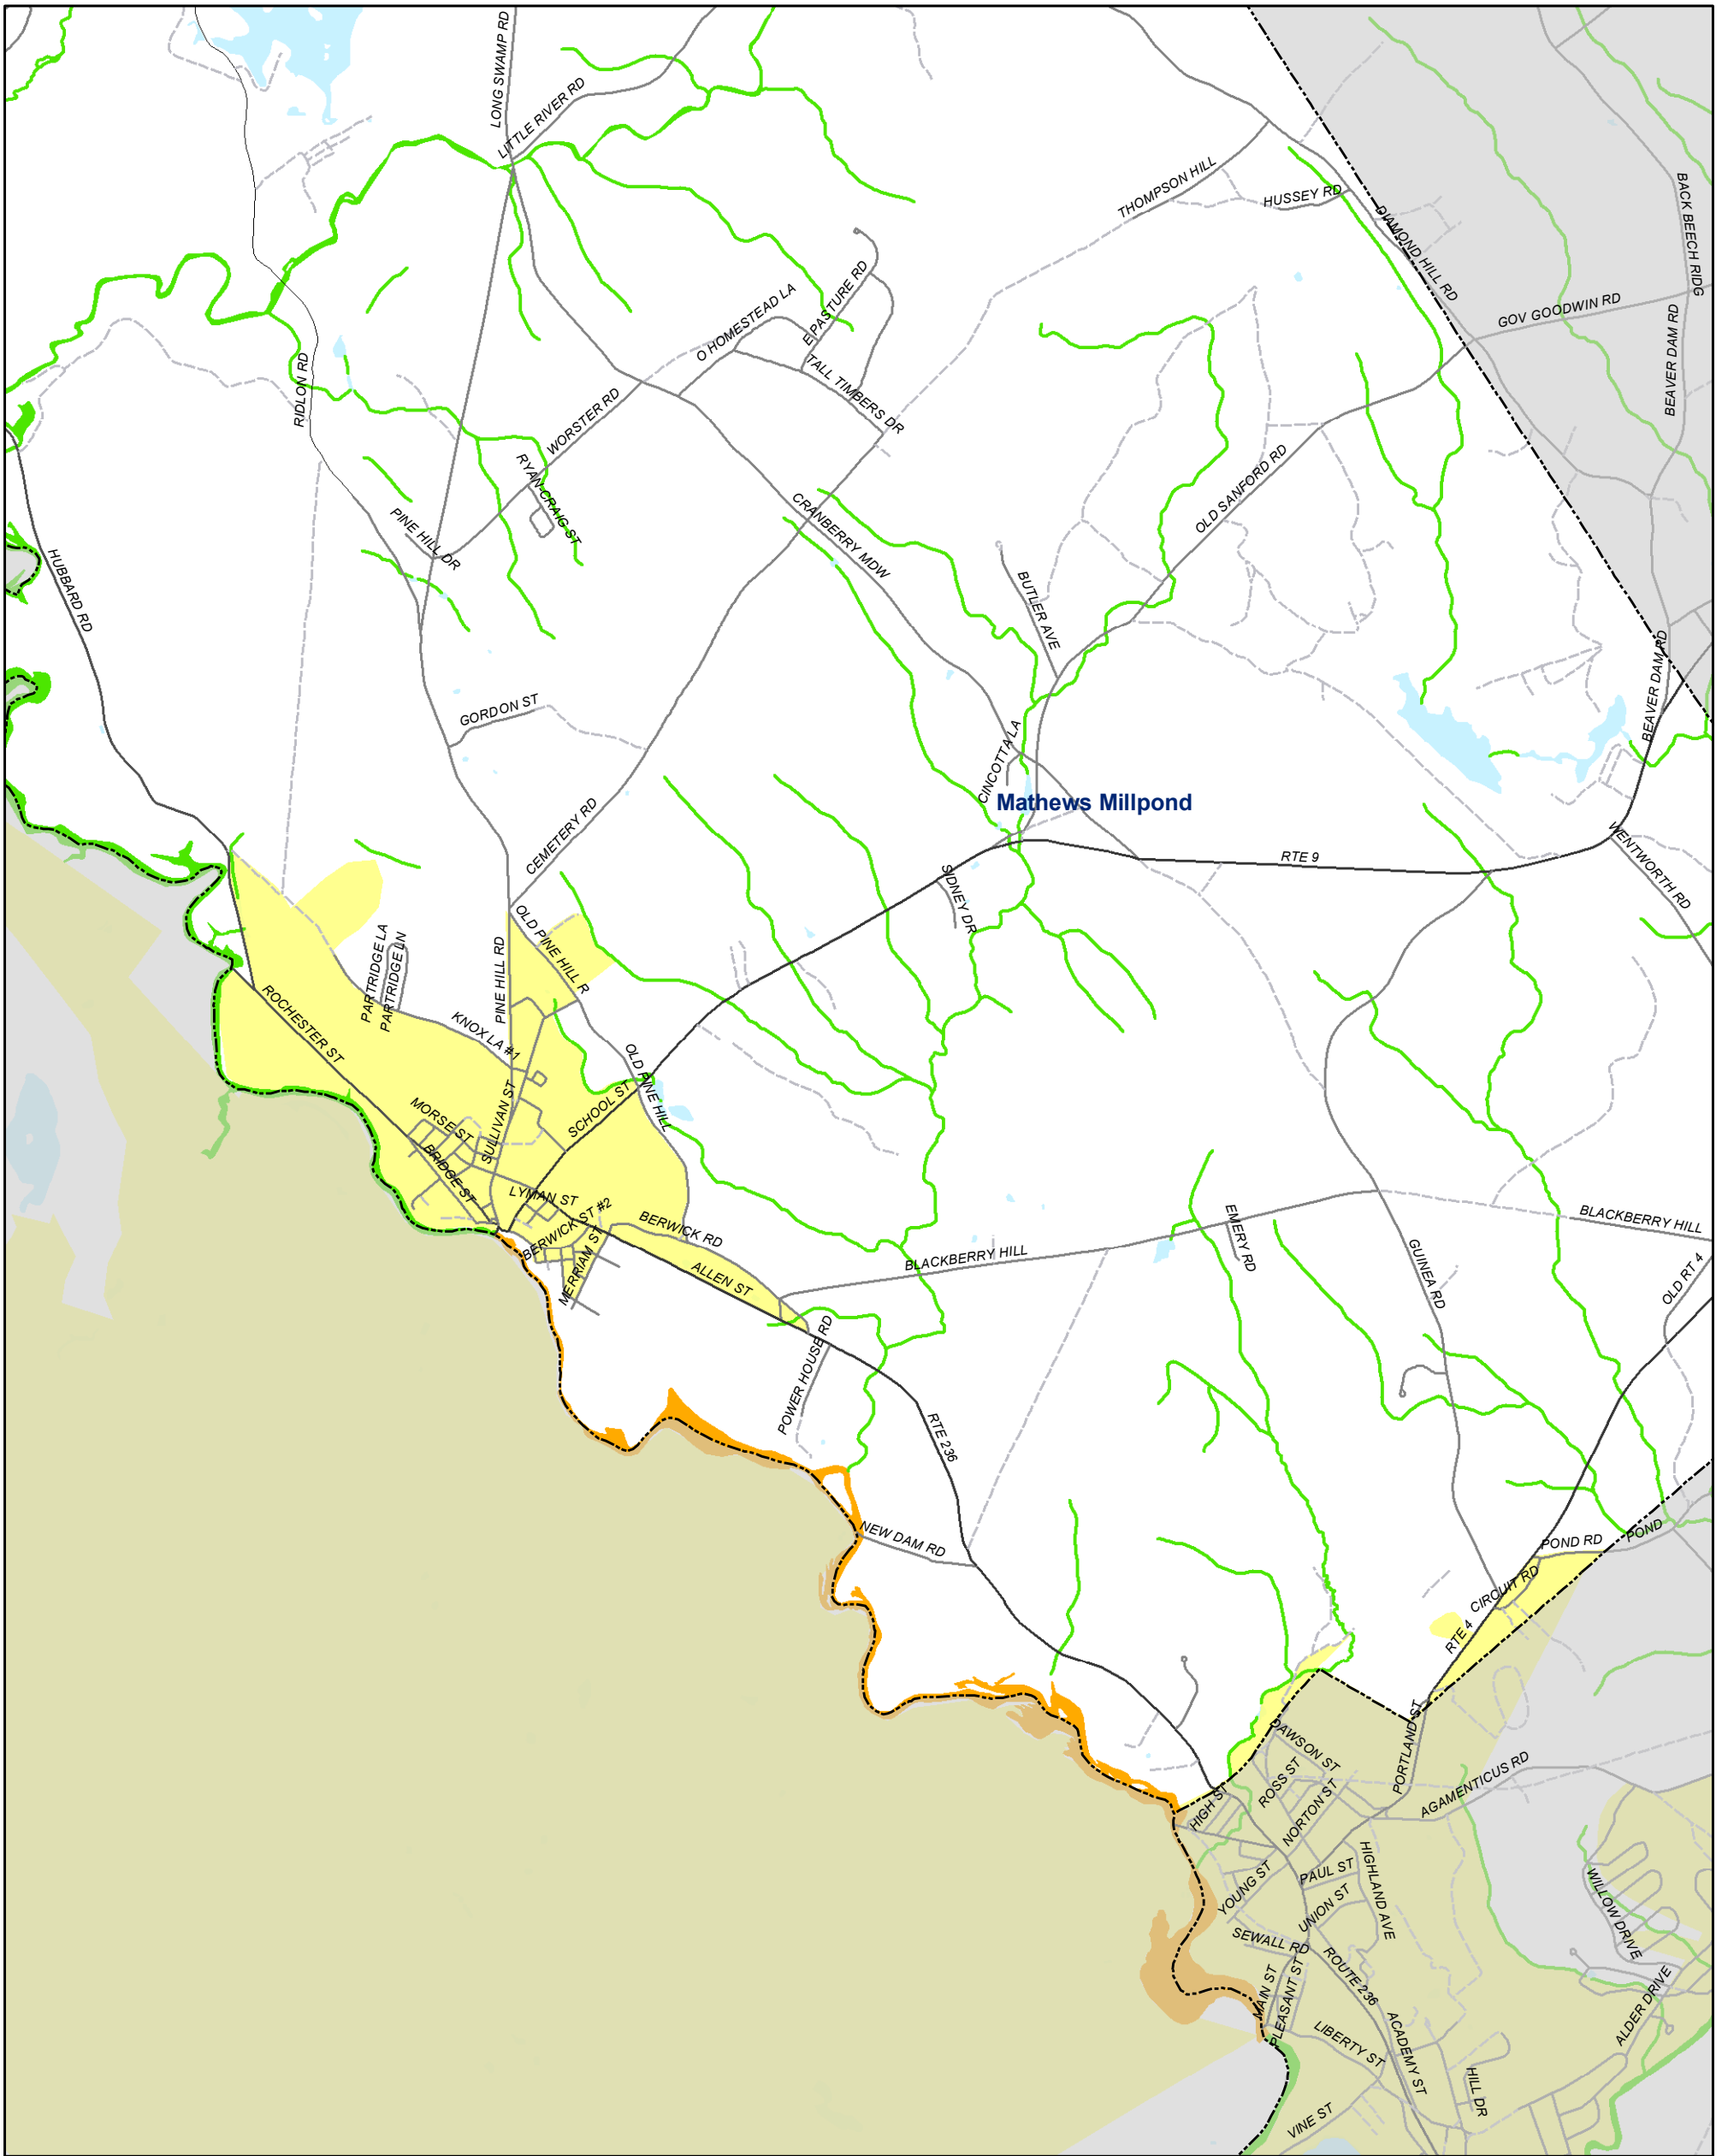 LONG SWAMP RD
LITTLE RIVER RD
THOMPSON HILL
HUSSEY RD
BACK BEECH RIDG
DIAMOND HILL RD
GOV GOODWIN RD
BEAVER DAM RD
O HOMESTEAD LA
E PASTURE RD
TALL TIMBERS DR
RIDLON RD
WORSTER RD
RYAN-CRAIG ST
OLD SANFORD RD
CRANBERRY MDW
PINE HILL DR
HUBBARD RD
BUTLER AVE
BEAVER DAM RD
GORDON ST
CINCOTTA LA
Mathews Millpond
CEMETERY RD
RTE 9
WENTWORTH RD
SIDNEY DR
OLD PINE HILL R
PARTRIDGE LA
PARTRIDGE LN
PINE HILL RD
ROCHESTER ST
KNOX LA #1
OLD PINE HILL
SCHOOL ST
SULLIVAN ST
MORSE ST
BRIDGE ST
LYMAN ST
BERWICK ST #2
BERWICK RD
MERRIAM ST
ALLEN ST
BLACKBERRY HILL
EMERY RD
BLACKBERRY HILL
GUINEA RD
OLD RT 4
POWER HOUSE RD
RTE 236
NEW DAM RD
POND RD
POND
CIRCUIT RD
RTE 4
PORTLAND ST
DAWSON ST
ROSS ST
HIGH ST
NORTON ST
AGAMENTICUS RD
HIGHLAND AVE
PAUL ST
YOUNG ST
UNION ST
WILLOW DRIVE
SEWALL RD
ROUTE 236
MAIN ST
PLEASANT ST
ALDER DRIVE
LIBERTY ST
ACADEMY ST
HILL DR
VINE ST